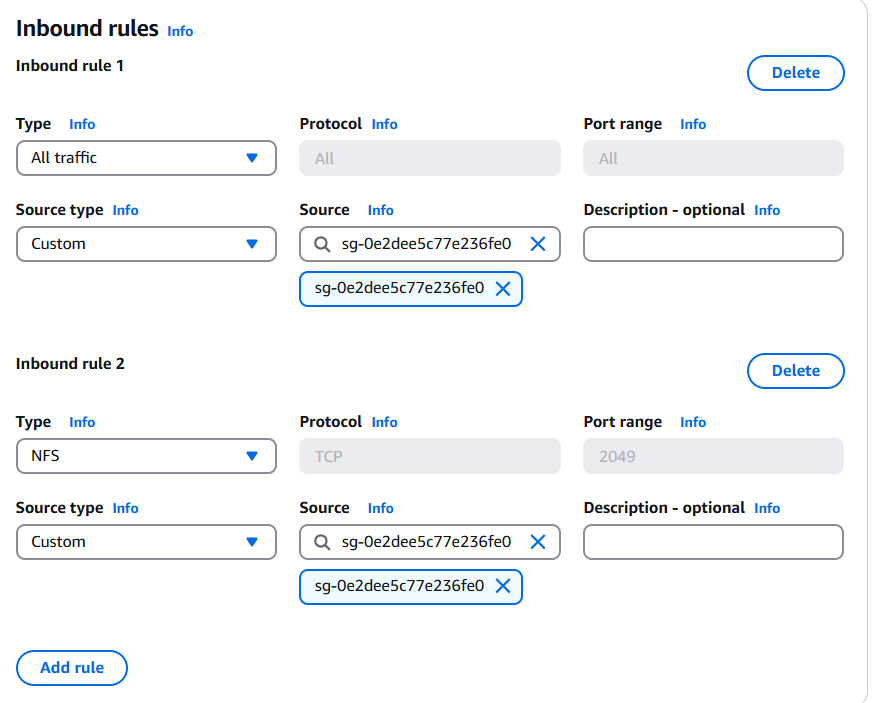 Inbound rules Info
Inbound rule 1
Delete
Type Info
Protocol Info
Port range Info
All traffic
All
All
Source type Info
Source Info
Description - optional Info
Custom
sg-0e2dee5c77e236fe0
sg-0e2dee5c77e236fe0
Inbound rule 2
Delete
Type Info
Protocol Info
Port range Info
NFS
TCP
2049
Source type Info
Source Info
Description - optional Info
Custom
sg-0e2dee5c77e236fe0
sg-0e2dee5c77e236fe0
Add rule